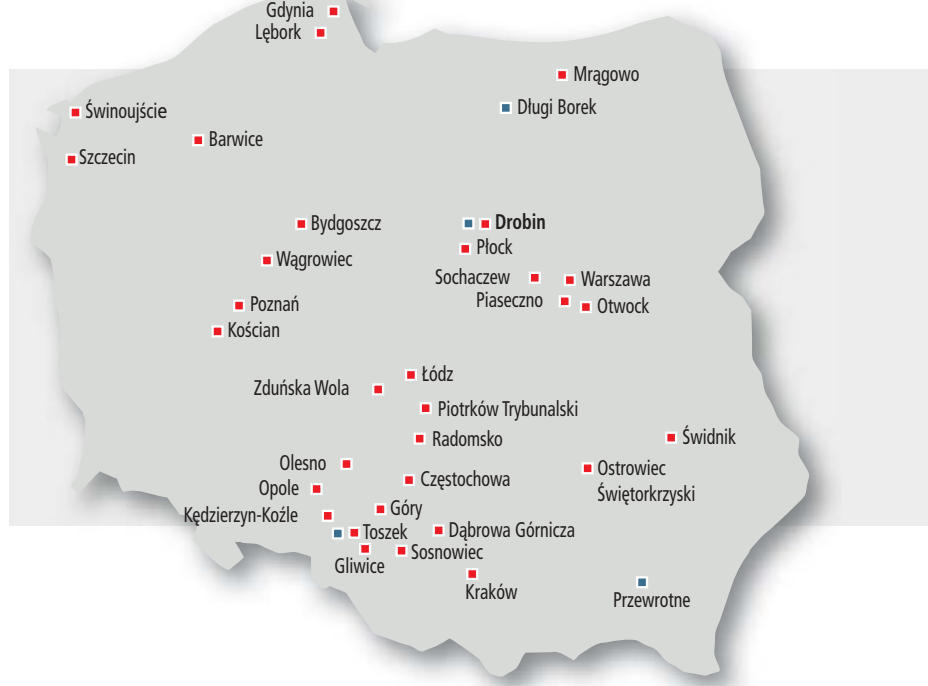 Gdynia
Lębork
Mrągowo
Świnoujście
Długi Borek
Barwice
Szczecin
Bydgoszcz
Drobin
Płock
Wągrowiec
Sochaczew
Warszawa
Piaseczno
Otwock
Poznań
Kościan
Łódź
Zduńska Wola
Piotrków Trybunalski
Radomsko
Świdnik
Olesno
Ostrowiec
Świętorkrzyski
Częstochowa
Opole
Góry
Kędzierzyn-Koźle
Toszek
Dąbrowa Górnicza
Sosnowiec
Gliwice
Kraków
Przewrotne